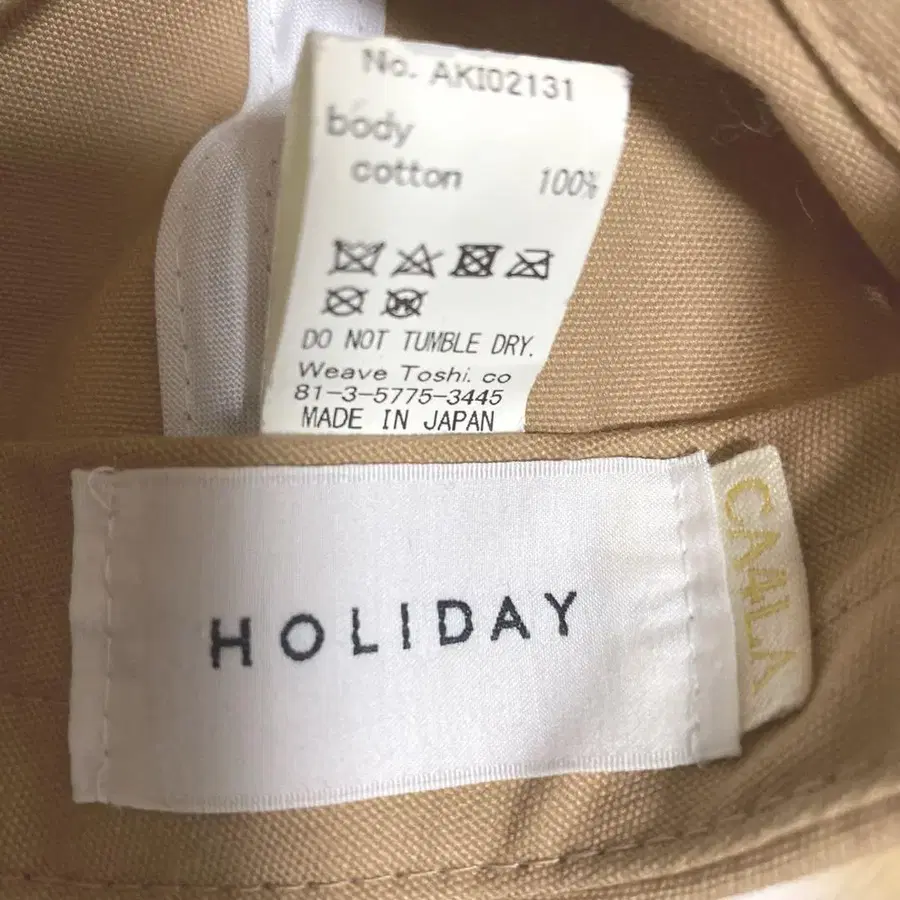 No. AKI02131
body
cotton 100%
DO NOT TUMBLE DRY.
Weave Toshi. co
81-3-5775-3445
MADE IN JAPAN
HOLIDAY
CA4LA